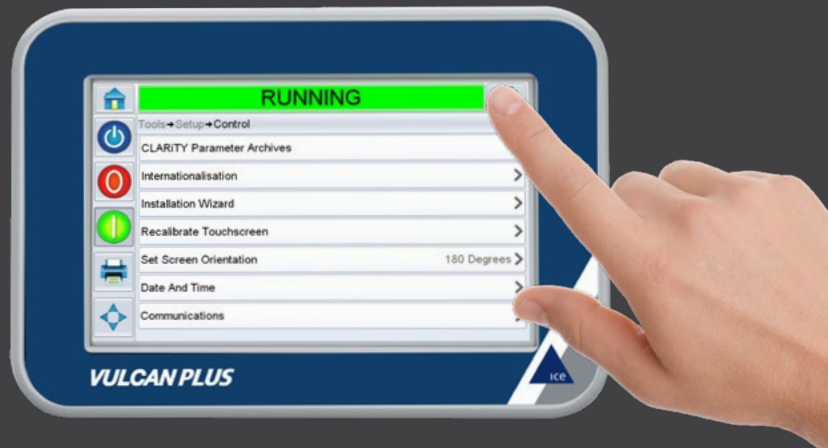 RUNNING
Tools→Setup→Control
CLARiTY Parameter Archives
Internationalisation
Installation Wizard
Recalibrate Touchscreen
Set Screen Orientation 180 Degrees
Date And Time
Communications
VULCAN PLUS
ICE